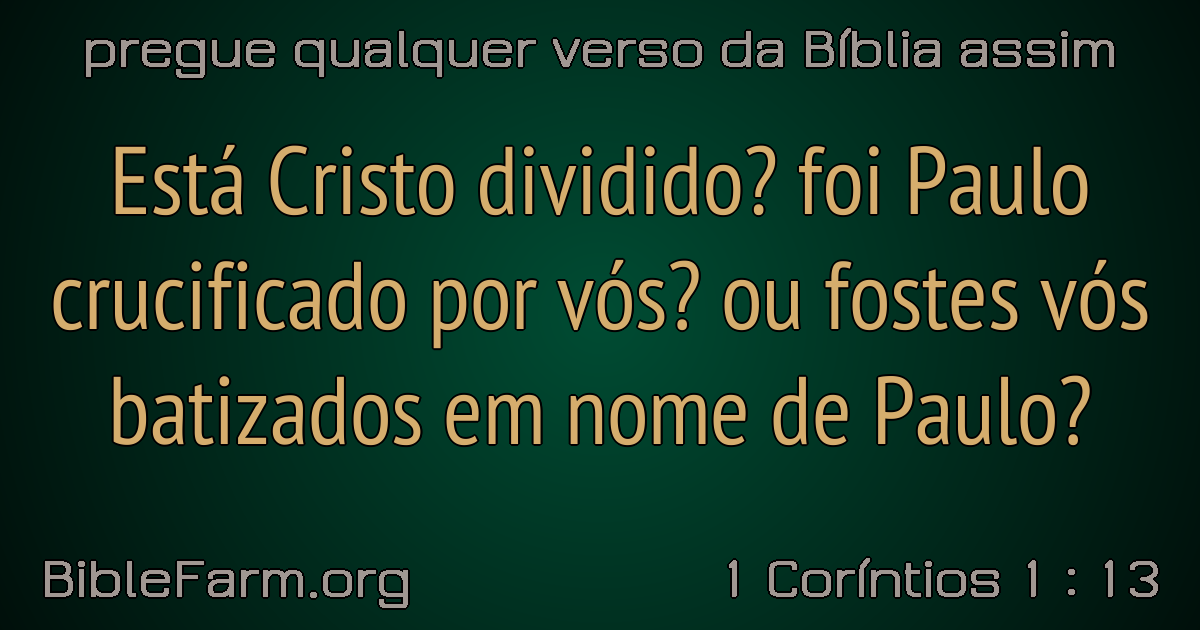 pregue qualquer verso da Bíblia assim
Está Cristo dividido? foi Paulo
crucificado por vós? ou fostes vós
batizados em nome de Paulo?
BibleFarm.org
1 Coríntios 1 : 13